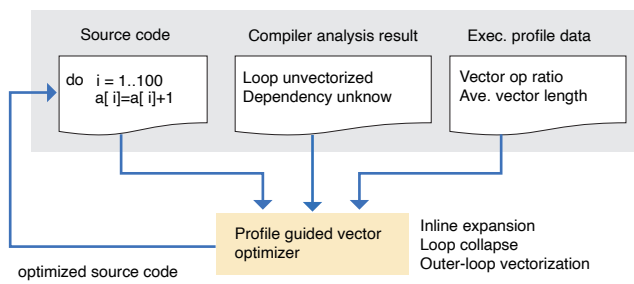 Source code
Compiler analysis result
Exec. profile data
do i = 1..100
a[ i]=a[ i]+1
Loop unvectorized
Dependency unknow
Vector op ratio
Ave. vector length
Profile guided vector
optimizer
Inline expansion
Loop collapse
Outer-loop vectorization
optimized source code